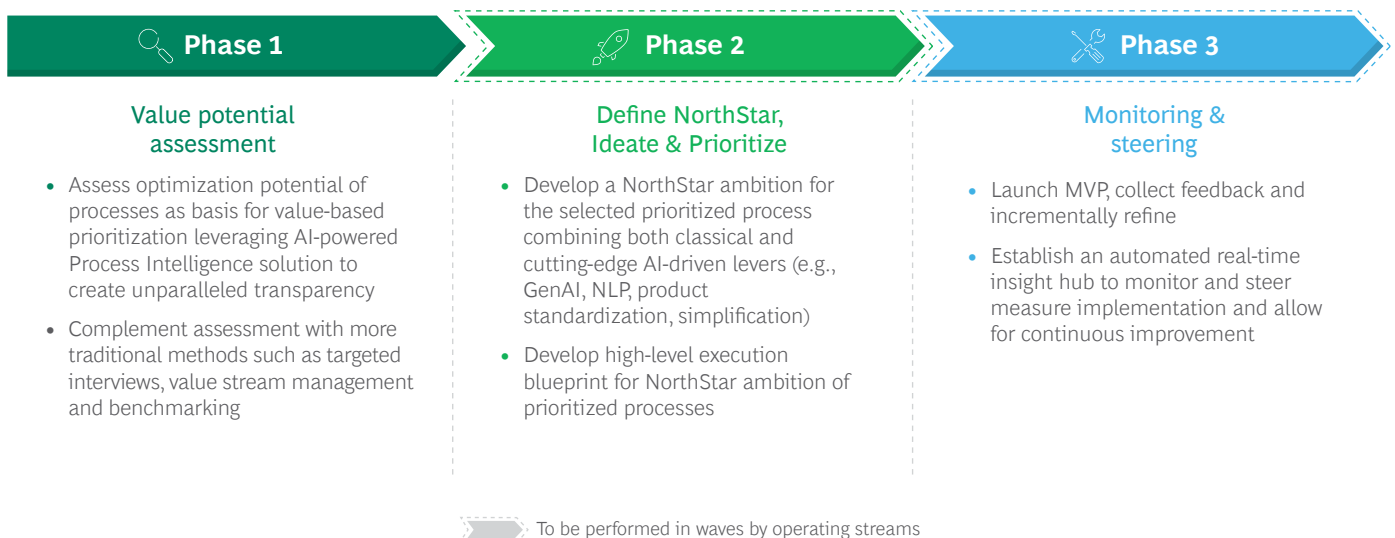 Phase 1
Phase 2
Phase 3
Value potential
assessment
• Assess optimization potential of
processes as basis for value-based
prioritization leveraging AI-powered
Process Intelligence solution to
create unparalleled transparency
• Complement assessment with more
traditional methods such as targeted
interviews, value stream management
and benchmarking
Define NorthStar,
Ideate & Prioritize
• Develop a NorthStar ambition for
the selected prioritized process
combining both classical and
cutting-edge AI-driven levers (e.g.,
GenAI, NLP, product
standardization, simplification)
• Develop high-level execution
blueprint for NorthStar ambition of
prioritized processes
Monitoring &
steering
• Launch MVP, collect feedback and
incrementally refine
• Establish an automated real-time
insight hub to monitor and steer
measure implementation and allow
for continuous improvement
To be performed in waves by operating streams